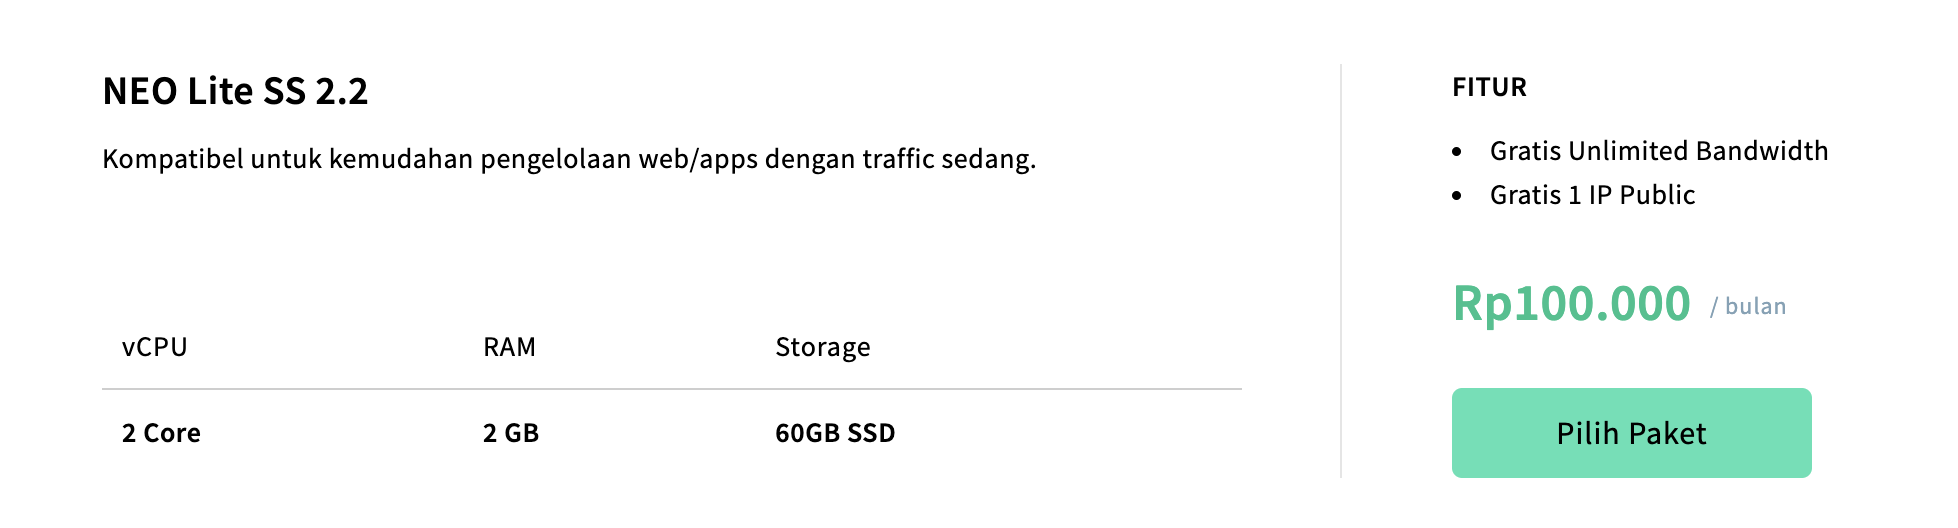 NEO Lite SS 2.2
Kompatibel untuk kemudahan pengelolaan web/apps dengan traffic sedang.
vCPU RAM Storage
2 Core 2 GB 60GB SSD
FITUR
• Gratis Unlimited Bandwidth
• Gratis 1 IP Public
Rp100.000 / bulan
Pilih Paket